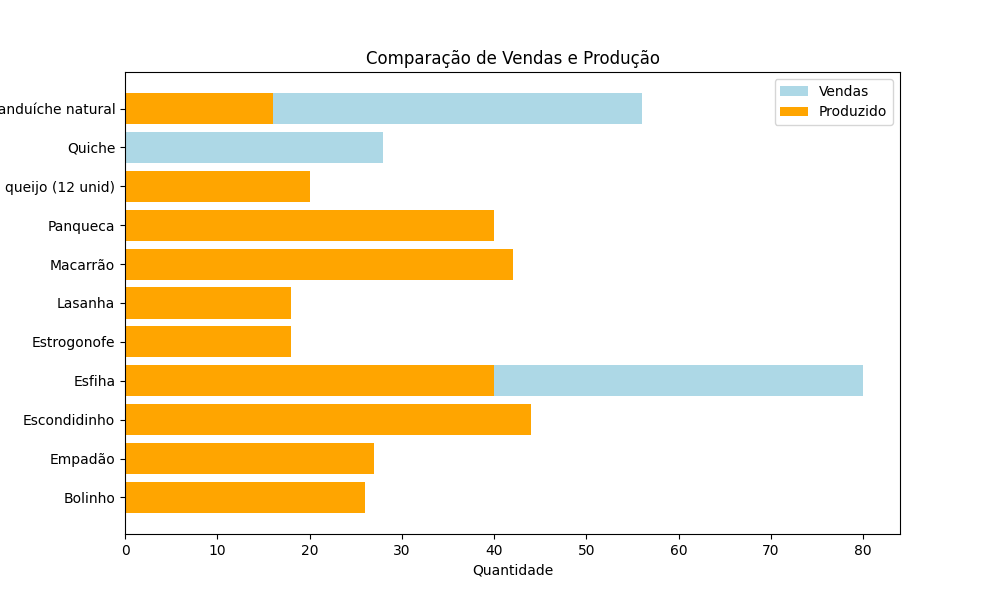 Comparação de Vendas e Produção
Vendas
Produzido
anduíche natural
Quiche
queijo (12 unid)
Panqueca
Macarrão
Lasanha
Estrogonofe
Esfiha
Escondidinho
Empadão
Bolinho
0 10 20 30 40 50 60 70 80
Quantidade